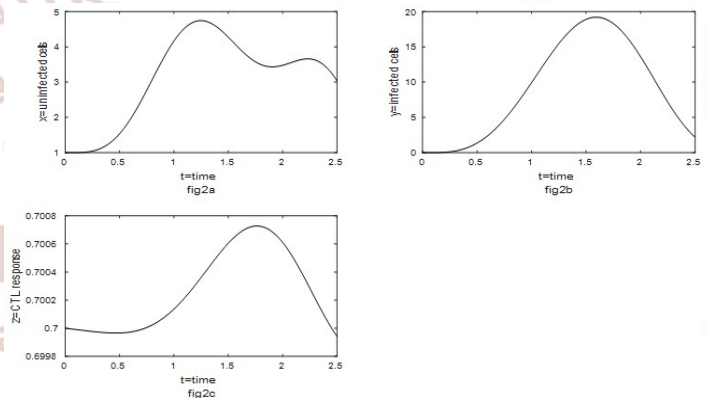 5
4
3
2
1
x=uninfected cells
0 0.5 1 1.5 2 2.5
t=time
fig2a
20
15
10
5
0
y=infected cells
0 0.5 1 1.5 2 2.5
t=time
fig2b
0.7008
0.7006
0.7004
0.7002
0.7
0.6998
z=CTL response
0 0.5 1 1.5 2 2.5
t=time
fig2c